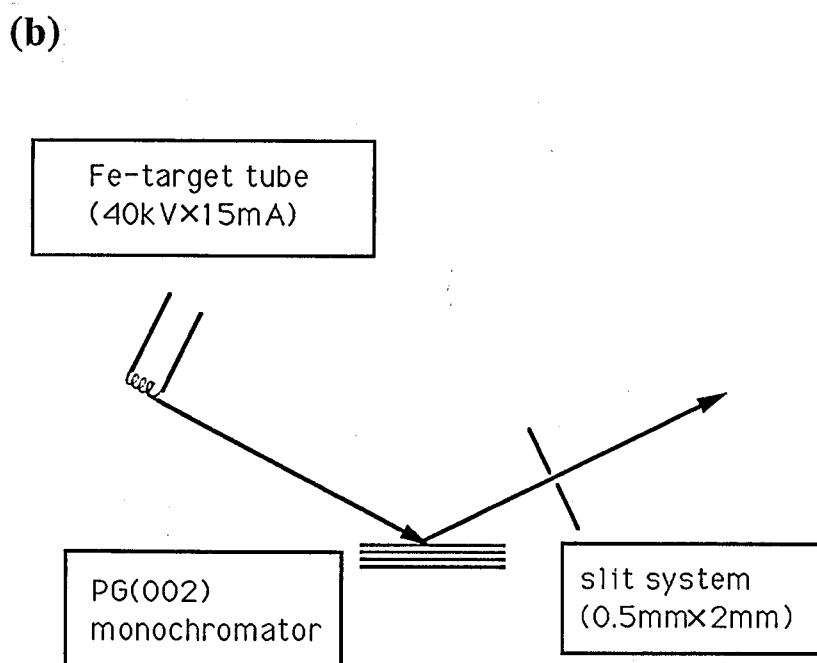 (b)
Fe-target tube
(40kV×15mA)
PG(002)
monochromator
slit system
(0.5mm×2mm)